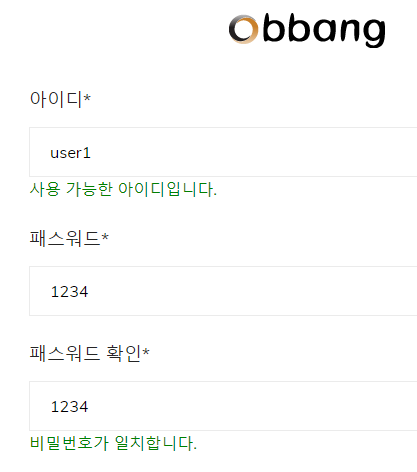 Obbang
아이디*
user1
사용 가능한 아이디입니다.
패스워드*
1234
패스워드 확인*
1234
비밀번호가 일치합니다.